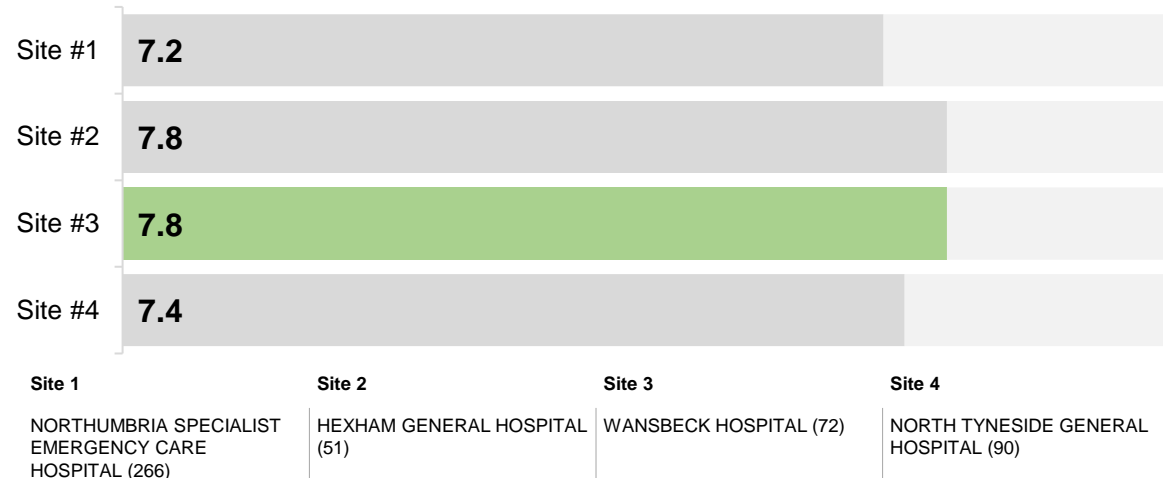 Site #1
7.2
Site #2
7.8
Site #3
7.8
Site #4
7.4
Site 1
NORTHUMBRIA SPECIALIST
EMERGENCY CARE
HOSPITAL (266)
Site 2
HEXHAM GENERAL HOSPITAL
(51)
Site 3
WANSBECK HOSPITAL (72)
Site 4
NORTH TYNESIDE GENERAL
HOSPITAL (90)